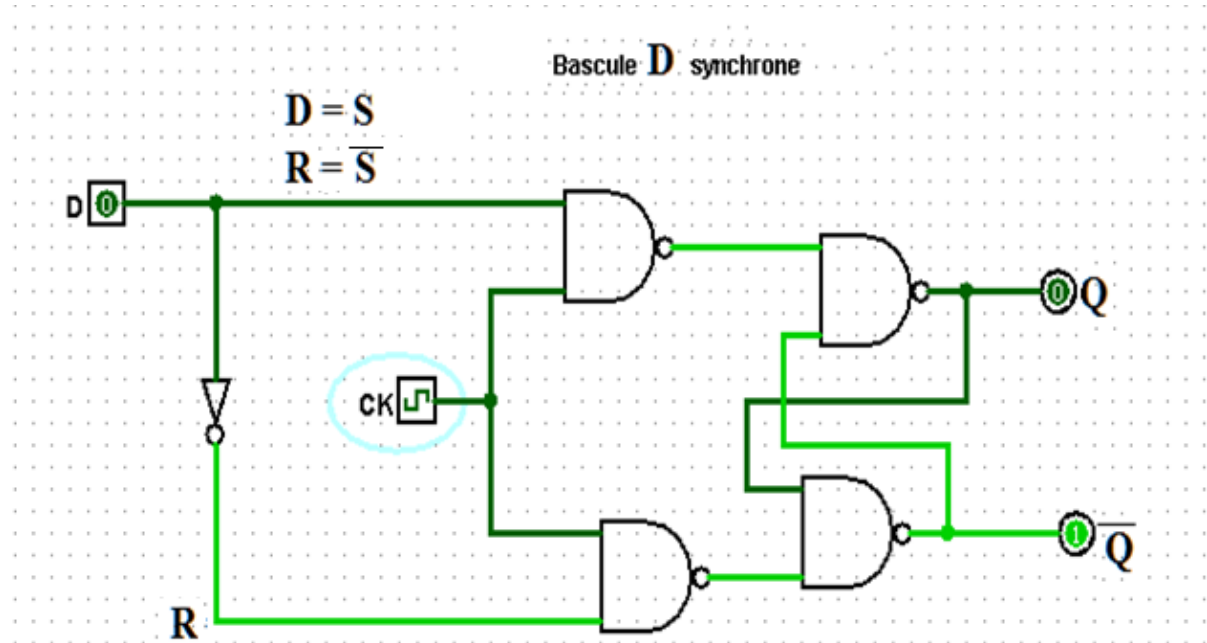 Bascule D synchrone
D = S
R = S̅
D 0
0 Q
CK
1 Q̅
R